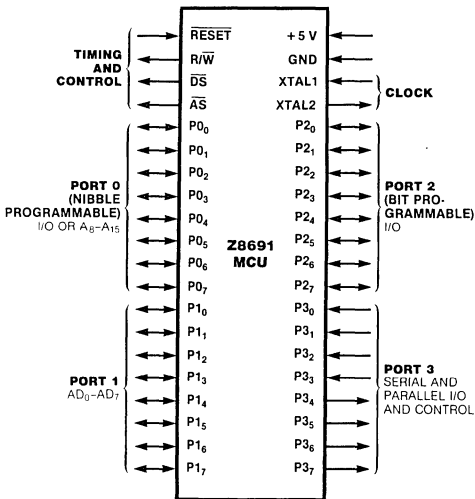 TIMING
AND
CONTROL
PORT 0
(NIBBLE
PROGRAMMABLE)
I/O OR A₈–A₁₅
PORT 1
AD₀–AD₇
R̅E̅S̅E̅T̅
R/W̅
D̅S̅
A̅S̅
P0₀
P0₁
P0₂
P0₃
P0₄
P0₅
P0₆
P0₇
P1₀
P1₁
P1₂
P1₃
P1₄
P1₅
P1₆
P1₇
Z8691
MCU
+5 V
GND
XTAL1
XTAL2
P2₀
P2₁
P2₂
P2₃
P2₄
P2₅
P2₆
P2₇
P3₀
P3₁
P3₂
P3₃
P3₄
P3₅
P3₆
P3₇
CLOCK
PORT 2
(BIT PRO-
GRAMMABLE)
I/O
PORT 3
SERIAL AND
PARALLEL I/O
AND CONTROL